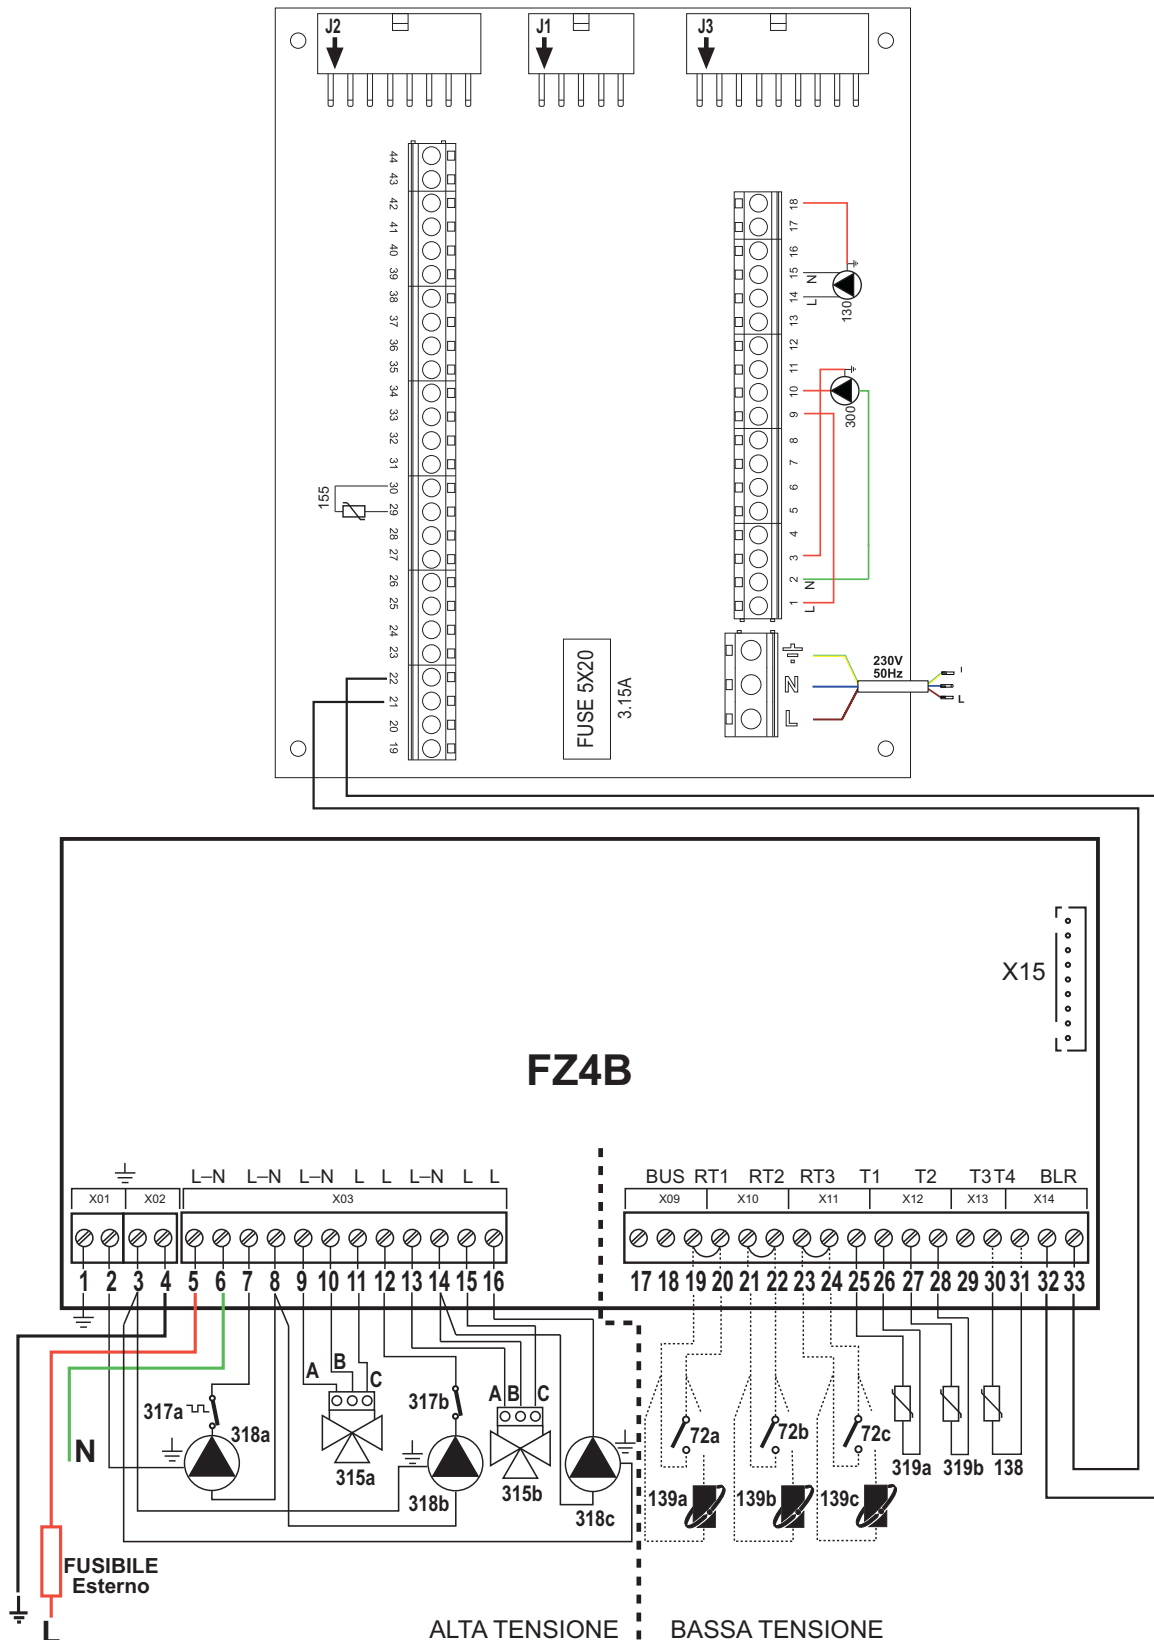 J2 J1 J3
44
43
42
41
40
39
38
37
36
35
34
33
32
31
30
29
28
27
26
25
24
23
22
21
20
19
155
18
17
16
15 N
14 L
13
12
11
10
9
8
7
6
5
4
3
2 N
1 L
130
300
FUSE 5X20
3.15A
N
L
230V
50Hz
L
X15
FZ4B
L–N L–N L–N L L L–N L L
X01 X02 X03
1 2 3 4 5 6 7 8 9 10 11 12 13 14 15 16
BUS RT1 RT2 RT3 T1 T2 T3 T4 BLR
X09 X10 X11 X12 X13 X14
17 18 19 20 21 22 23 24 25 26 27 28 29 30 31 32 33
A B C
A B C
317a
318a
315a
317b
318b
315b
318c
72a 72b 72c
319a 319b 138
139a 139b 139c
N
FUSIBILE
Esterno
L
ALTA TENSIONE
BASSA TENSIONE